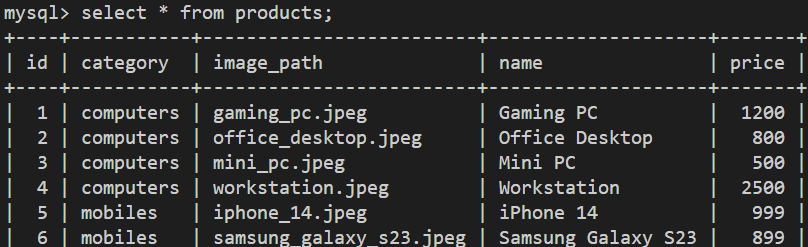 mysql> select * from products;
+----+-----------+------------------------+--------------------+-------+
| id | category  | image_path             | name               | price |
+----+-----------+------------------------+--------------------+-------+
|  1 | computers | gaming_pc.jpeg         | Gaming PC          |  1200 |
|  2 | computers | office_desktop.jpeg    | Office Desktop     |   800 |
|  3 | computers | mini_pc.jpeg           | Mini PC            |   500 |
|  4 | computers | workstation.jpeg       | Workstation        |  2500 |
|  5 | mobiles   | iphone_14.jpeg         | iPhone 14          |   999 |
|  6 | mobiles   | samsung_galaxy_s23.jpeg | Samsung Galaxy S23 |   899 |